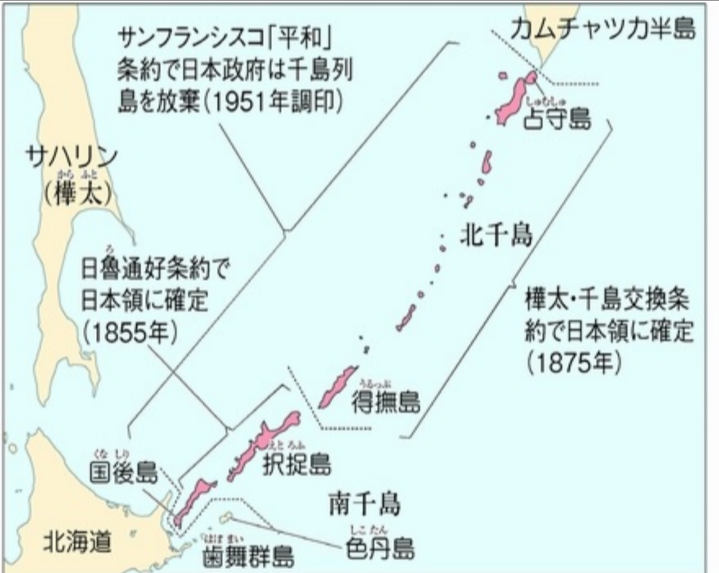 カムチャツカ半島
サンフランシスコ「平和」
条約で日本政府は千島列
島を放棄(1951年調印)
しゅむしゅ
占守島
サハリン
からふと
(樺太)
北千島
日魯通好条約で
ろ
日本領に確定
(1855年)
樺太・千島交換条
約で日本領に確定
(1875年)
うるっぷ
得撫島
えとろふ
択捉島
くなしり
国後島
南千島
北海道
はぼまい
歯舞群島
しこたん
色丹島